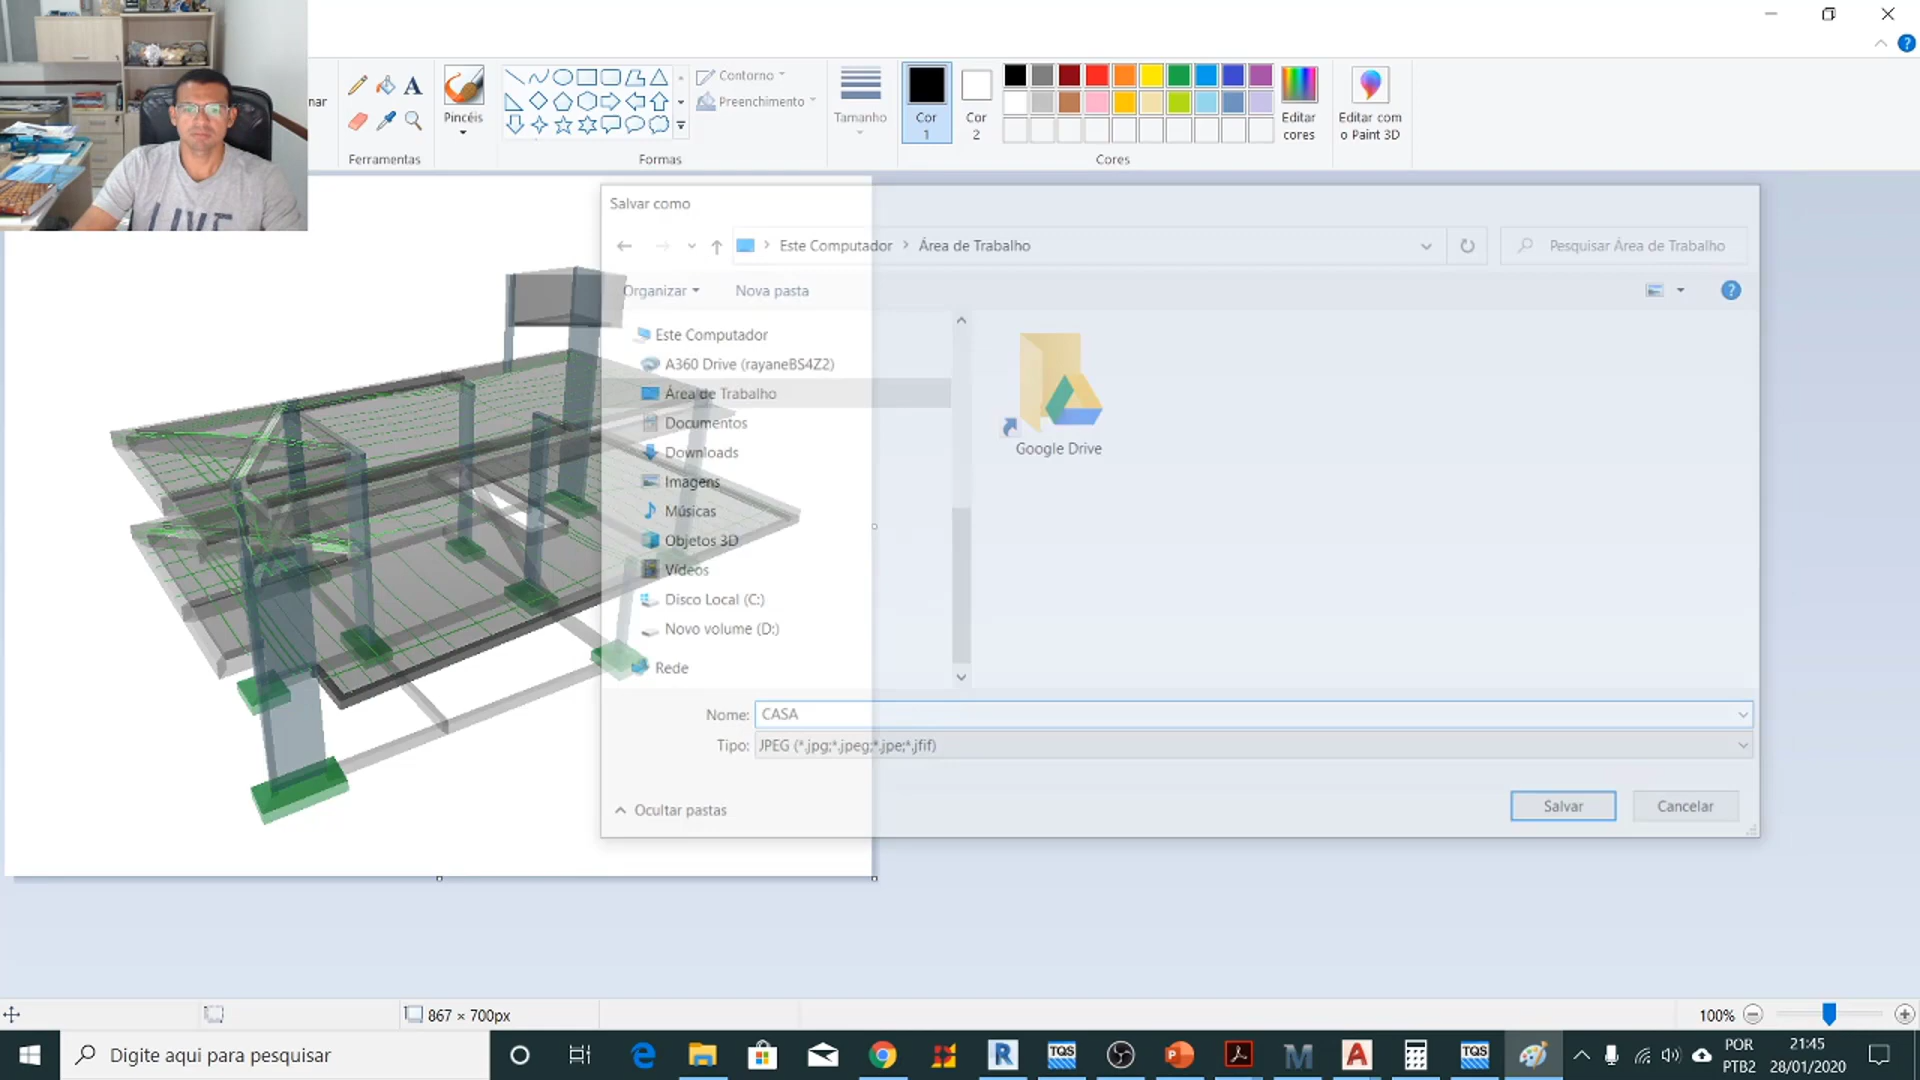 nar
Pincéis
Ferramentas
Formas
Contorno
Preenchimento
Tamanho
Cor
1
Cor
2
Cores
Editar
cores
Editar com
o Paint 3D
LIVE
Salvar como
Este Computador
Área de Trabalho
Pesquisar Área de Trabalho
Organizar
Nova pasta
Este Computador
A360 Drive (rayaneBS4Z2)
Área de Trabalho
Documentos
Downloads
Imagens
Músicas
Objetos 3D
Vídeos
Disco Local (C:)
Novo volume (D:)
Rede
Google Drive
Nome: CASA
Tipo: JPEG (*.jpg;*.jpeg;*.jpe;*.jfif)
Ocultar pastas
Salvar
Cancelar
867 × 700px
100%
Digite aqui para pesquisar
TQS
TQS
POR
PTB2
21:45
28/01/2020